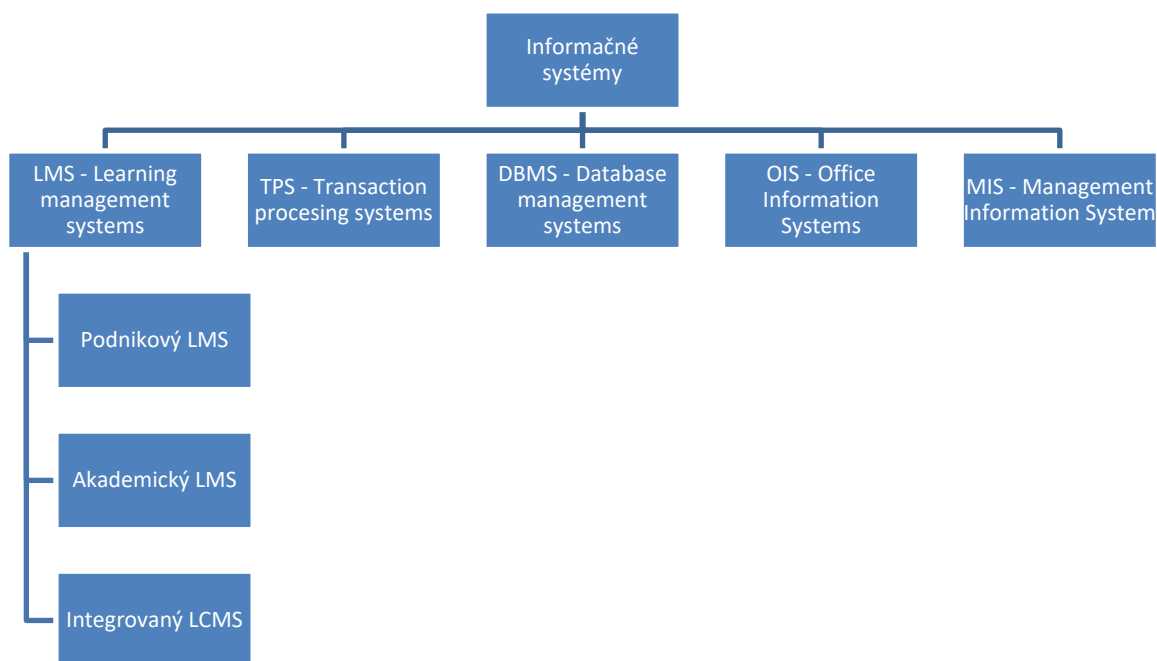 Informačné
systémy
LMS - Learning
management
systems
TPS - Transaction
procesing systems
DBMS - Database
management
systems
OIS - Office
Information
Systems
MIS - Management
Information System
Podnikový LMS
Akademický LMS
Integrovaný LCMS